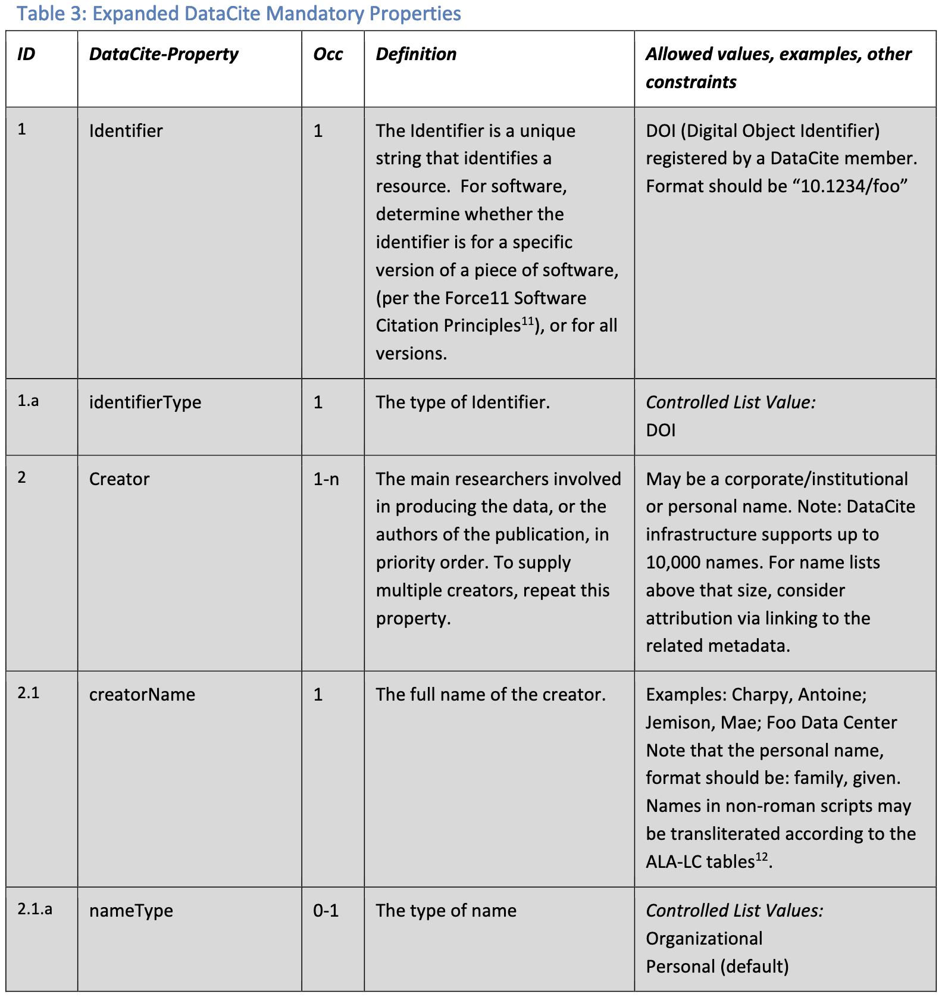 Table 3: Expanded DataCite Mandatory Properties
ID DataCite-Property Occ Definition Allowed values, examples, other
constraints
1 Identifier 1 The Identifier is a unique DOI (Digital Object Identifier)
string that identifies a registered by a DataCite member.
resource.  For software, Format should be “10.1234/foo”
determine whether the
identifier is for a specific
version of a piece of software,
(per the Force11 Software
Citation Principles11), or for all
versions.
1.a identifierType 1 The type of Identifier. Controlled List Value:
DOI
2 Creator 1-n The main researchers involved May be a corporate/institutional
in producing the data, or the or personal name. Note: DataCite
authors of the publication, in infrastructure supports up to
priority order. To supply 10,000 names. For name lists
multiple creators, repeat this above that size, consider
property. attribution via linking to the
related metadata.
2.1 creatorName 1 The full name of the creator. Examples: Charpy, Antoine;
Jemison, Mae; Foo Data Center
Note that the personal name,
format should be: family, given.
Names in non-roman scripts may
be transliterated according to the
ALA-LC tables12.
2.1.a nameType 0-1 The type of name Controlled List Values:
Organizational
Personal (default)